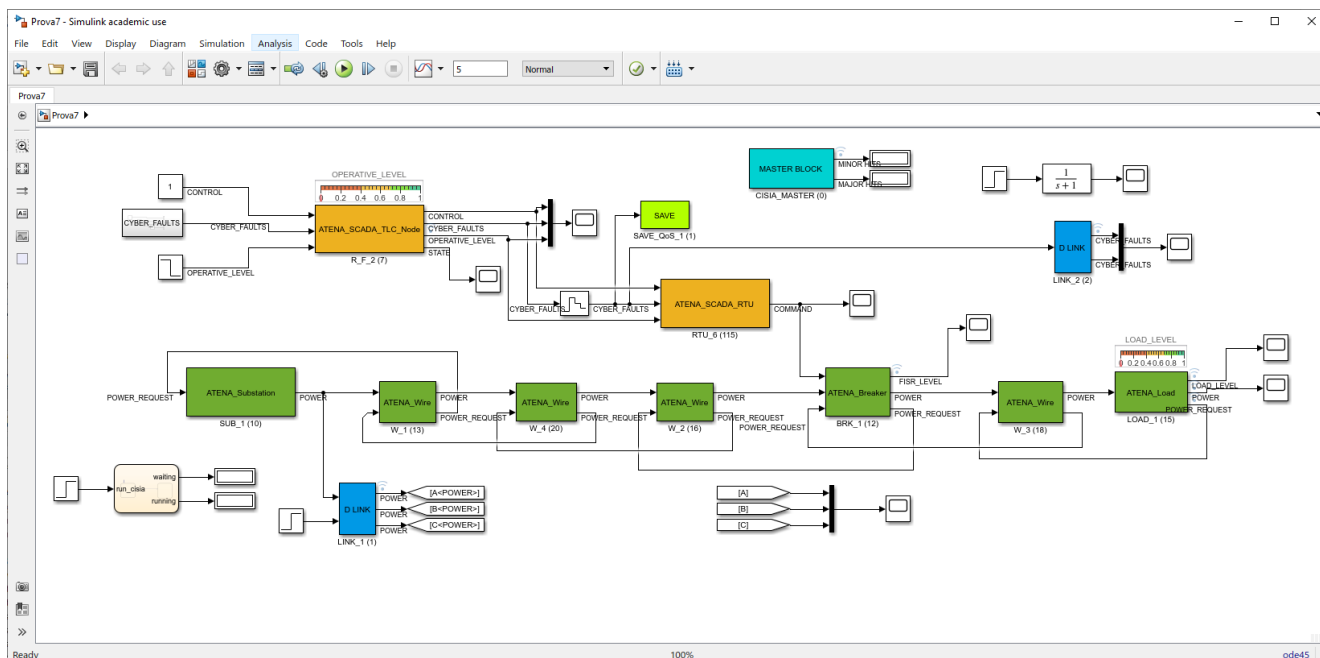 Prova7 - Simulink academic use
File Edit View Display Diagram Simulation Analysis Code Tools Help
5
Normal
Prova7
Prova7
OPERATIVE_LEVEL
0 0.2 0.4 0.6 0.8 1
1
CONTROL
CYBER_FAULTS
OPERATIVE_LEVEL
ATENA_SCADA_TLC_Node
R_F_2 (7)
CONTROL
CYBER_FAULTS
OPERATIVE_LEVEL
STATE
SAVE
SAVE_QoS_1 (1)
MASTER BLOCK
CISIA_MASTER (0)
MINOR HITS
MAJOR HITS
1
s+1
D LINK
LINK_2 (2)
CYBER_FAULTS
CYBER_FAULTS
CYBER_FAULTS
CYBER_FAULTS
ATENA_SCADA_RTU
RTU_6 (115)
COMMAND
POWER_REQUEST
ATENA_Substation
SUB_1 (10)
POWER
ATENA_Wire
W_1 (13)
POWER
POWER_REQUEST
ATENA_Wire
W_4 (20)
POWER
POWER_REQUEST
ATENA_Wire
W_2 (16)
POWER
POWER_REQUEST
POWER_REQUEST
ATENA_Breaker
BRK_1 (12)
FISR_LEVEL
POWER
POWER_REQUEST
ATENA_Wire
W_3 (18)
POWER
POWER_REQUEST
LOAD_LEVEL
0 0.2 0.4 0.6 0.8 1
ATENA_Load
LOAD_1 (15)
LOAD_LEVEL
POWER
POWER_REQUEST
run_cisia
waiting
running
D LINK
LINK_1 (1)
POWER
POWER
POWER
[A<POWER>]
[B<POWER>]
[C<POWER>]
[A]
[B]
[C]
Ready
100%
ode45